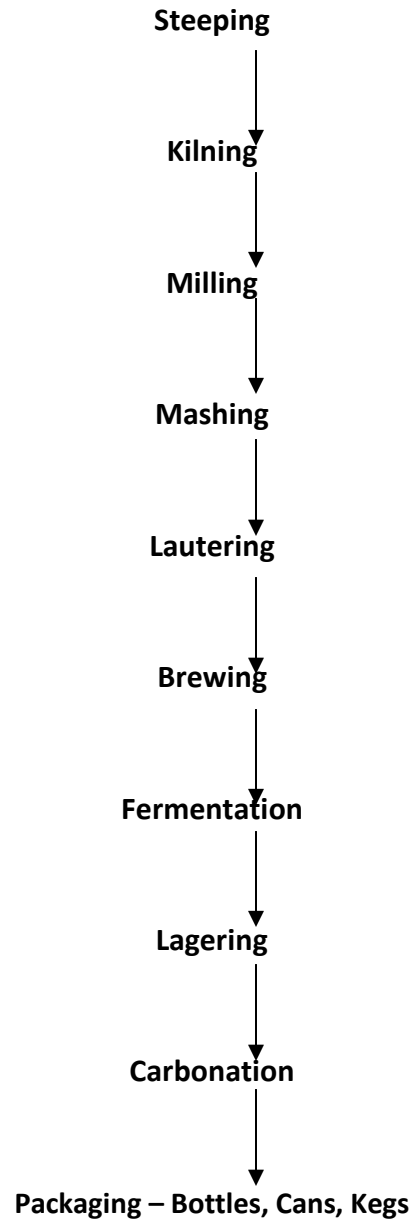 Steeping
Kilning
Milling
Mashing
Lautering
Brewing
Fermentation
Lagering
Carbonation
Packaging – Bottles, Cans, Kegs